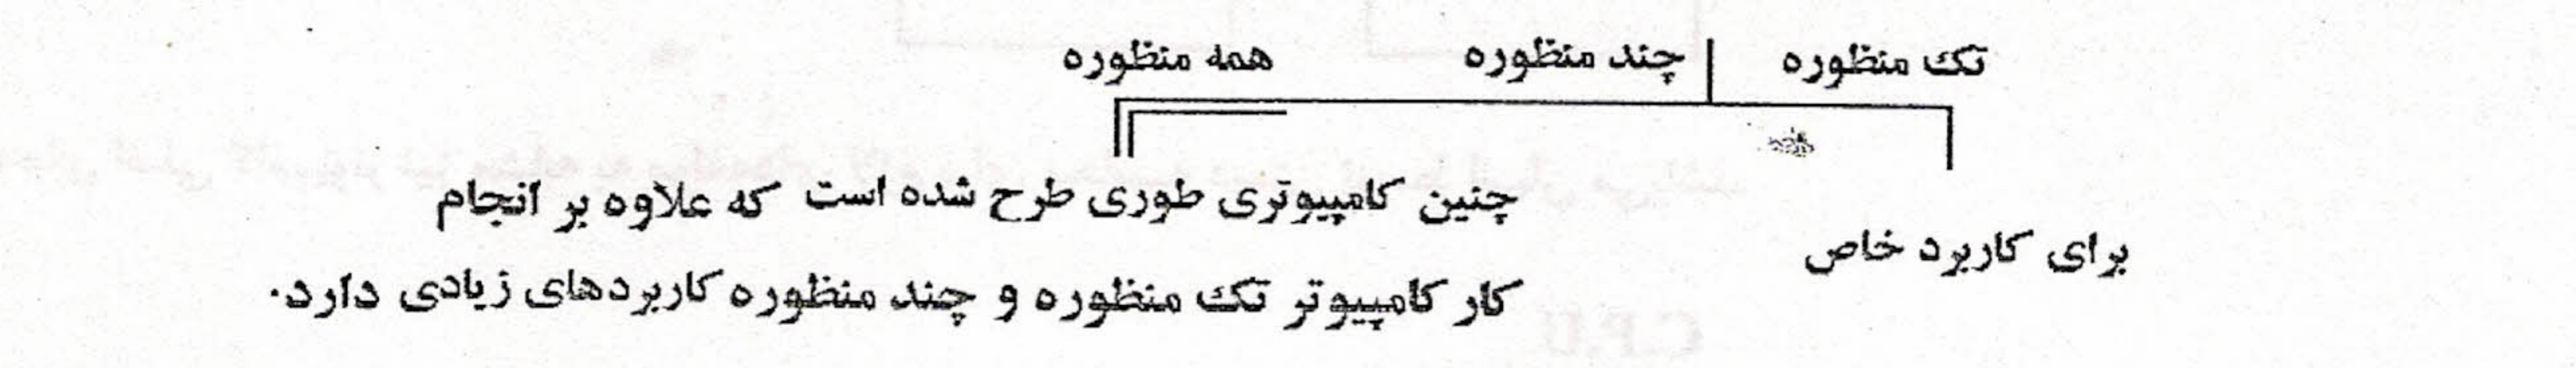 تک منظوره چند منظوره همه منظوره
برای کاربرد خاص
چنین کامپیوتری طوری طرح شده است که علاوه بر انجام
کار کامپیوتر تک منظوره و چند منظوره کاربردهای زیادی دارد.